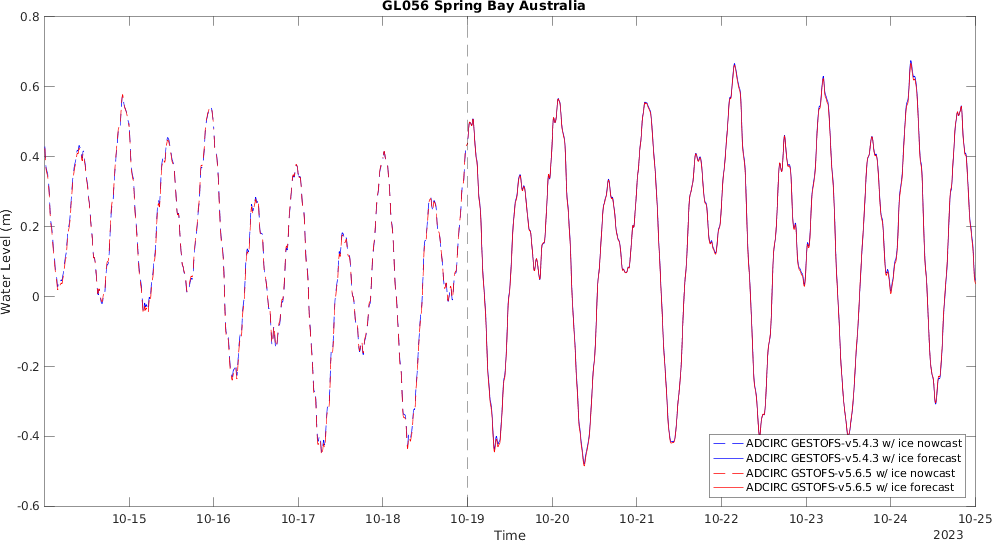 GL056 Spring Bay Australia
0.8
0.6
0.4
0.2
0
-0.2
-0.4
-0.6
Water Level (m)
ADCIRC GESTOFS-v5.4.3 w/ ice nowcast
ADCIRC GESTOFS-v5.4.3 w/ ice forecast
ADCIRC GSTOFS-v5.6.5 w/ ice nowcast
ADCIRC GSTOFS-v5.6.5 w/ ice forecast
10-15 10-16 10-17 10-18 10-19 10-20 10-21 10-22 10-23 10-24 10-25
Time
2023